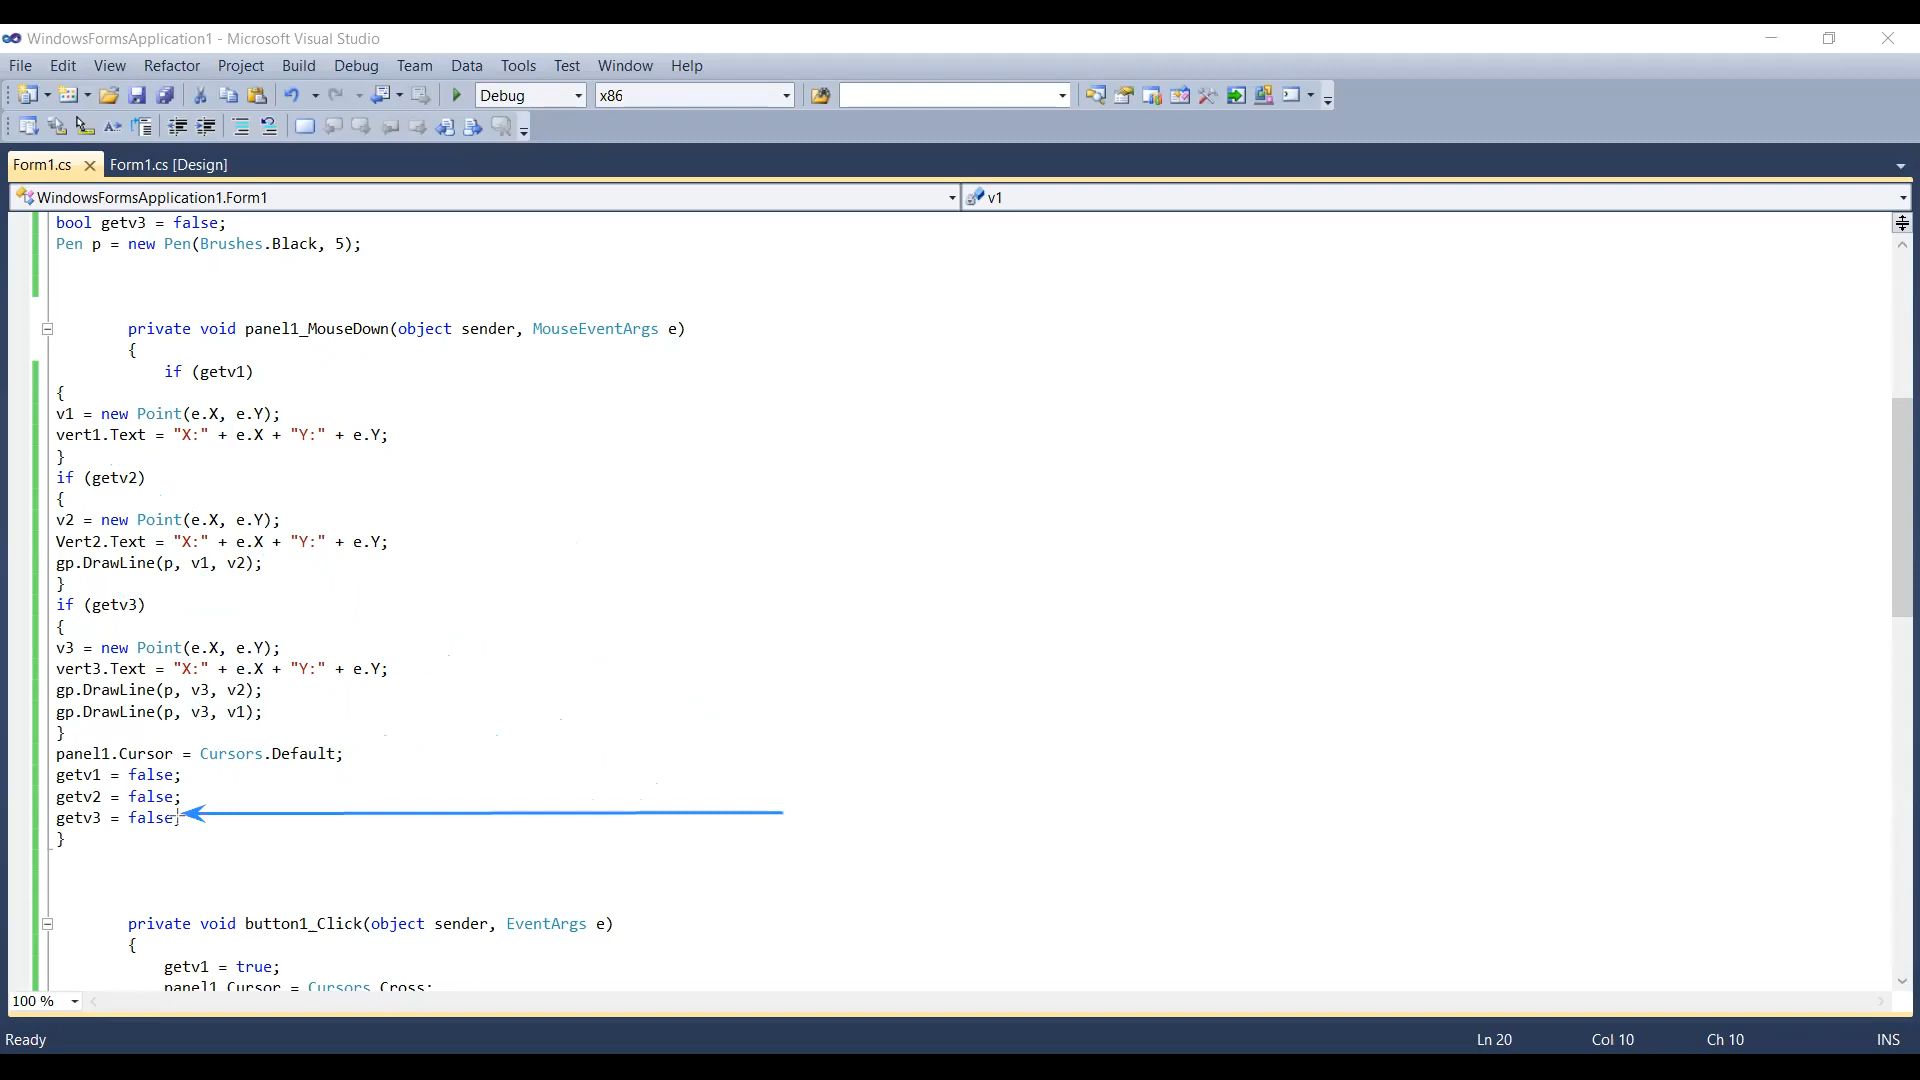 WindowsFormsApplication1 - Microsoft Visual Studio
File Edit View Refactor Project Build Debug Team Data Tools Test Window Help
Debug x86
Form1.cs Form1.cs [Design]
WindowsFormsApplication1.Form1 v1
bool getv3 = false;
Pen p = new Pen(Brushes.Black, 5);
private void panel1_MouseDown(object sender, MouseEventArgs e)
{
if (getv1)
{
v1 = new Point(e.X, e.Y);
vert1.Text = "X:" + e.X + "Y:" + e.Y;
}
if (getv2)
{
v2 = new Point(e.X, e.Y);
Vert2.Text = "X:" + e.X + "Y:" + e.Y;
gp.DrawLine(p, v1, v2);
}
if (getv3)
{
v3 = new Point(e.X, e.Y);
vert3.Text = "X:" + e.X + "Y:" + e.Y;
gp.DrawLine(p, v3, v2);
gp.DrawLine(p, v3, v1);
}
panel1.Cursor = Cursors.Default;
getv1 = false;
getv2 = false;
getv3 = false;
}
private void button1_Click(object sender, EventArgs e)
{
getv1 = true;
panel1.Cursor = Cursors.Cross;
100 %
Ready Ln 20 Col 10 Ch 10 INS